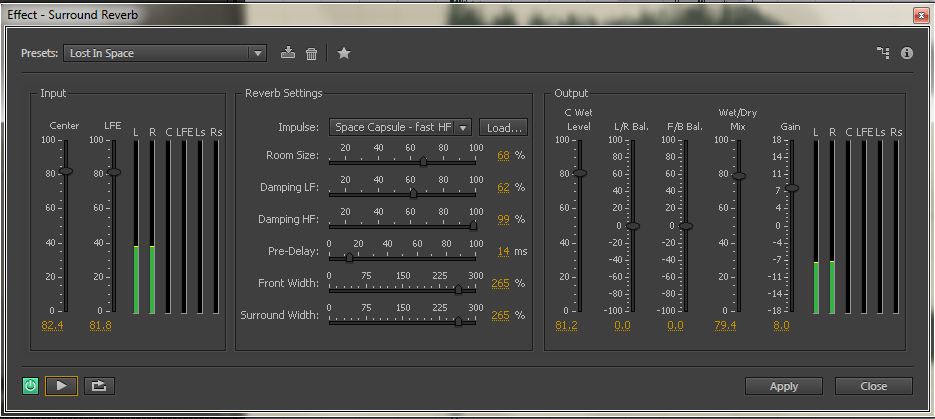 Effect - Surround Reverb
Presets: Lost In Space
Input
Center LFE
100 100 L R C LFE Ls Rs
80 80
60 60
40 40
20 20
0 0
82.4 81.8
Reverb Settings
Impulse: Space Capsule - fast HF Load...
20 40 60 80 100
Room Size: 68 %
20 40 60 80 100
Damping LF: 62 %
20 40 60 80 100
Damping HF: 99 %
0 20 40 60 80 100
Pre-Delay: 14 ms
0 75 150 225 300
Front Width: 265 %
0 75 150 225 300
Surround Width: 265 %
Output
C Wet Level L/R Bal. F/B Bal. Wet/Dry Mix Gain
100 100 100 100 18 L R C LFE Ls Rs
80 80 80 80 14
60 60 11
60 40 40 60 7
20 20 4
0 0 0
40 -20 -20 40 -4
-40 -40 -7
20 -60 -60 20 -11
-80 -80 -14
0 -100 -100 0 -18
81.2 0.0 0.0 79.4 8.0
Apply Close